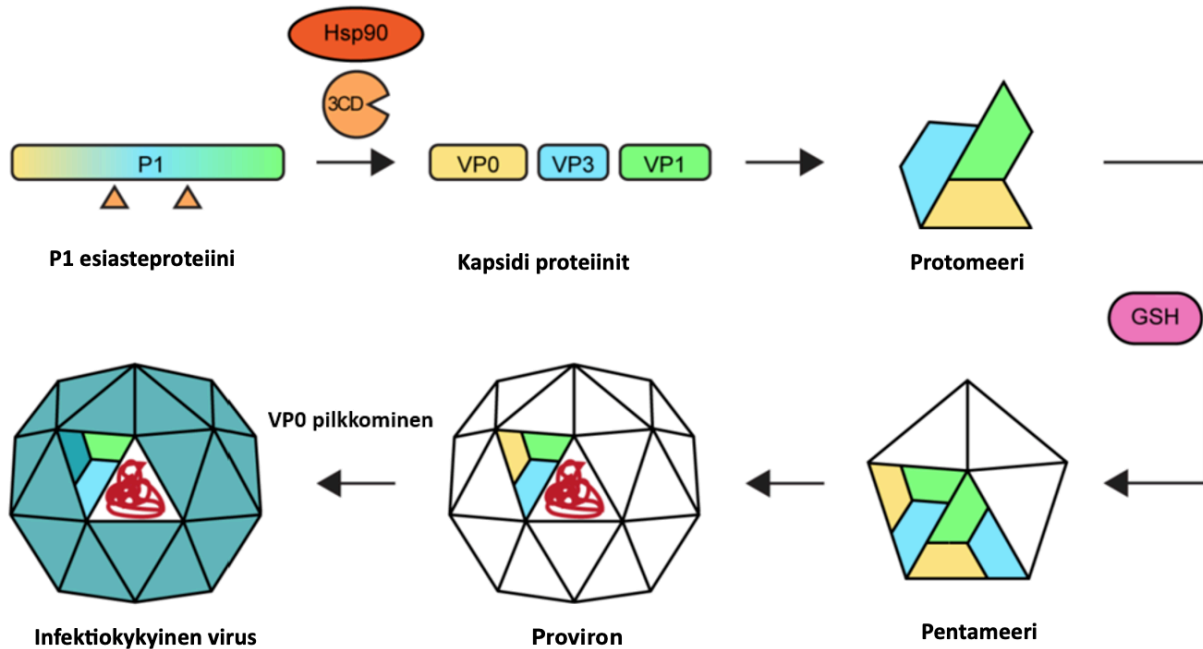 Hsp90
3CD
P1
VP0 VP3 VP1
P1 esiasteproteiini
Kapsidi proteiinit
Protomeeri
GSH
VP0 pilkkominen
Infektiokykyinen virus
Proviron
Pentameeri